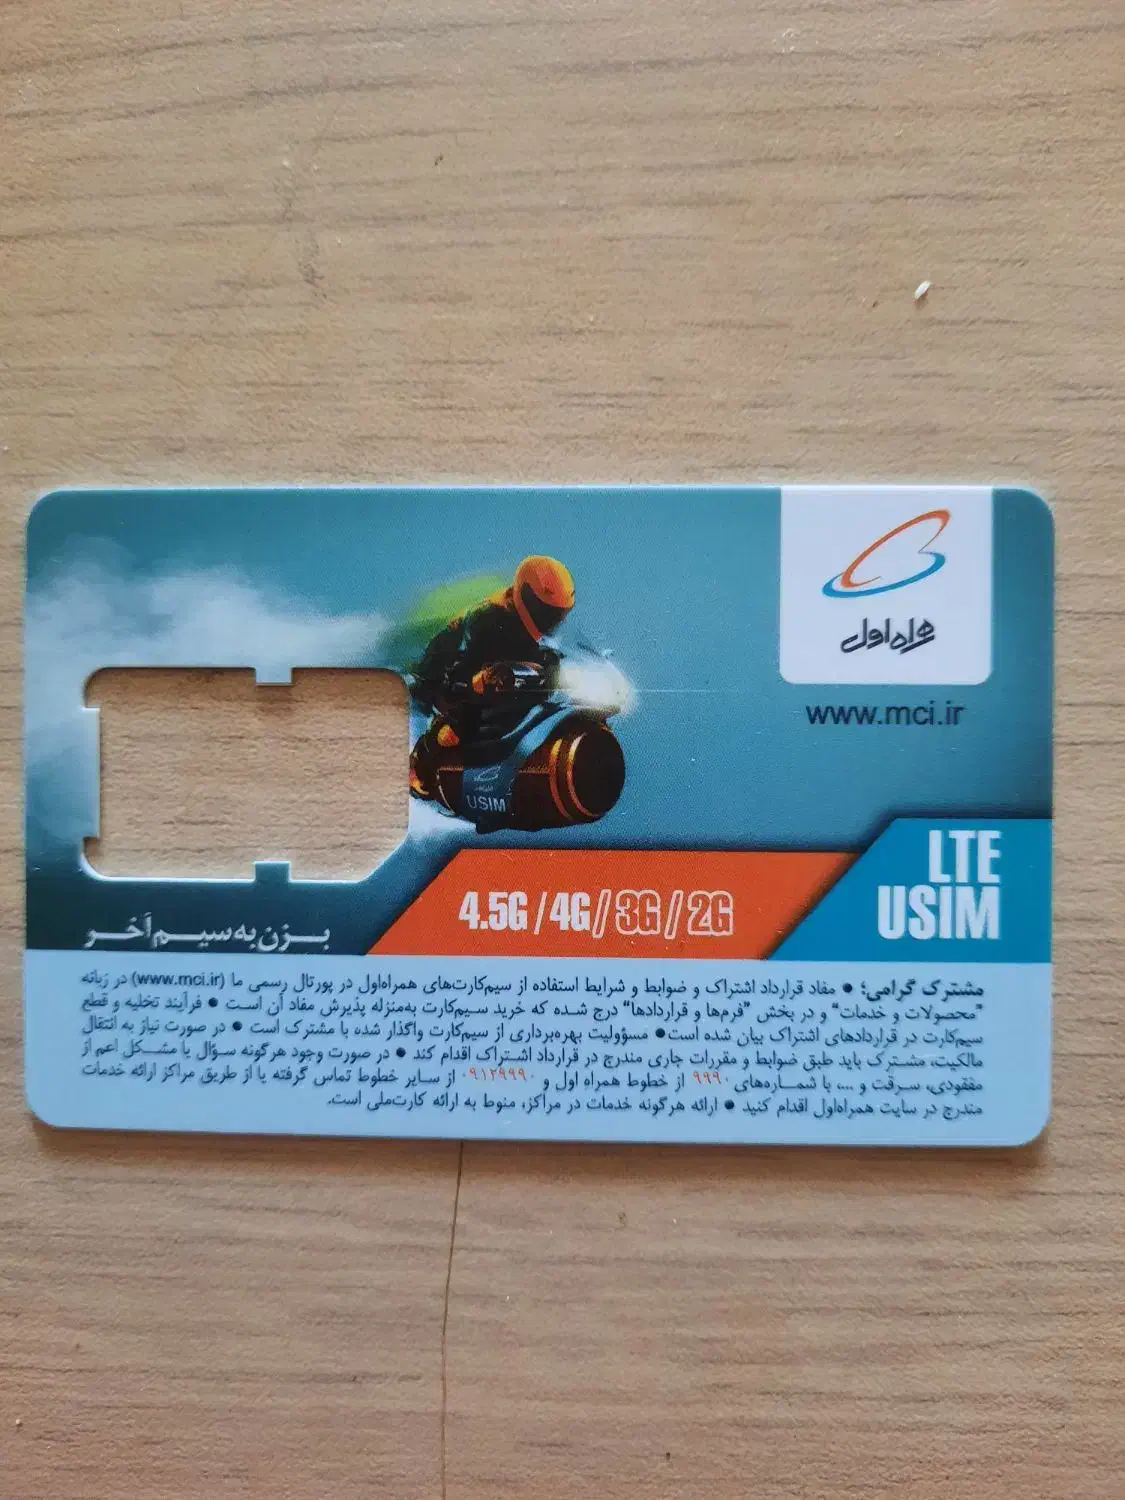 همراه اول
www.mci.ir
USIM
LTE
USIM
4.5G / 4G / 3G / 2G
بزن به سیم آخر
مشترک گرامی؛ ● مفاد قرارداد اشتراک و ضوابط و شرایط استفاده از سیم‌کارت‌های همراه‌اول در پورتال رسمی ما (www.mci.ir) در زبانه
"محصولات و خدمات" و در بخش "فرم‌ها و قراردادها" درج شده که خرید سیم‌کارت به‌منزله پذیرش مفاد آن است ● فرآیند تخلیه و قطع
سیم‌کارت در قراردادهای اشتراک بیان شده است● مسؤولیت بهره‌برداری از سیم‌کارت واگذار شده با مشترک است ● در صورت نیاز به انتقال
مالکیت، مشترک باید طبق ضوابط و مقررات جاری مندرج در قرارداد اشتراک اقدام کند ● در صورت وجود هرگونه سؤال یا مشکل اعم از
مفقودی، سرقت و ...، با شماره‌های ۹۹۹۰ از خطوط همراه اول و ۰۹۱۲۹۹۹۰ از سایر خطوط تماس گرفته یا از طریق مراکز ارائه خدمات
مندرج در سایت همراه‌اول اقدام کنید ● ارائه هرگونه خدمات در مراکز، منوط به ارائه کارت‌ملی است.